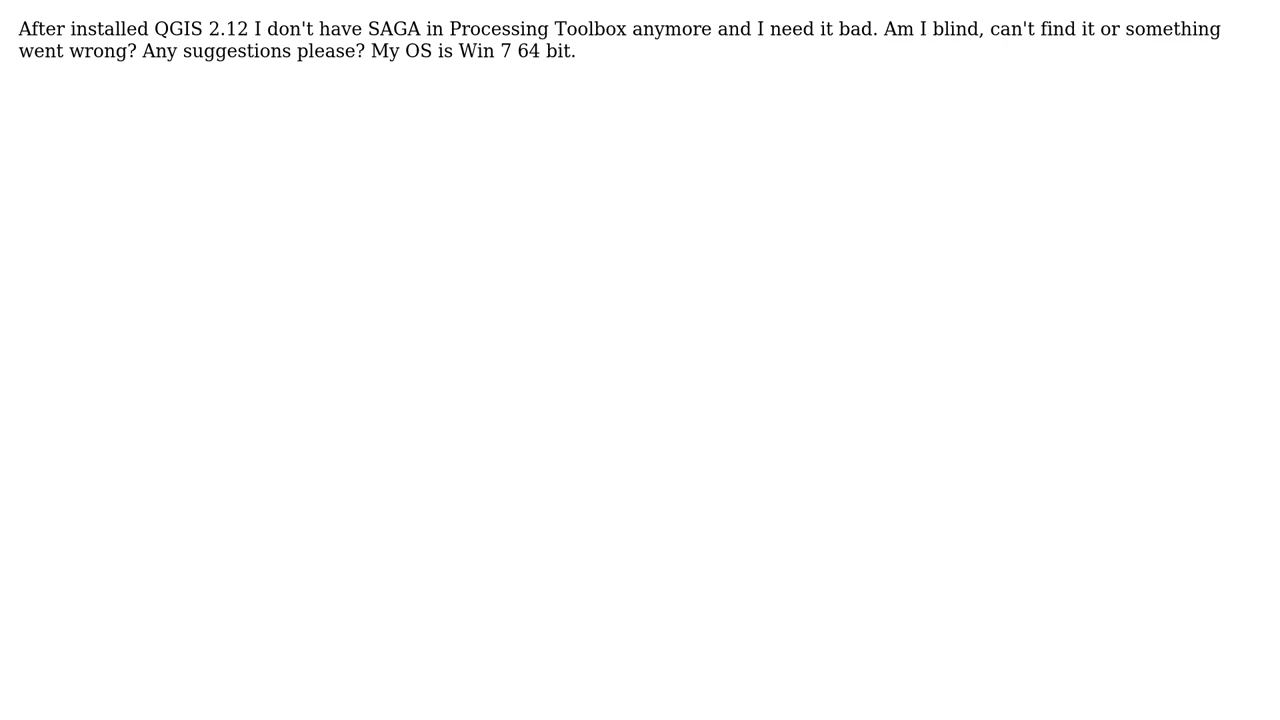 After installed QGIS 2.12 I don't have SAGA in Processing Toolbox anymore and I need it bad. Am I blind, can't find it or something
went wrong? Any suggestions please? My OS is Win 7 64 bit.